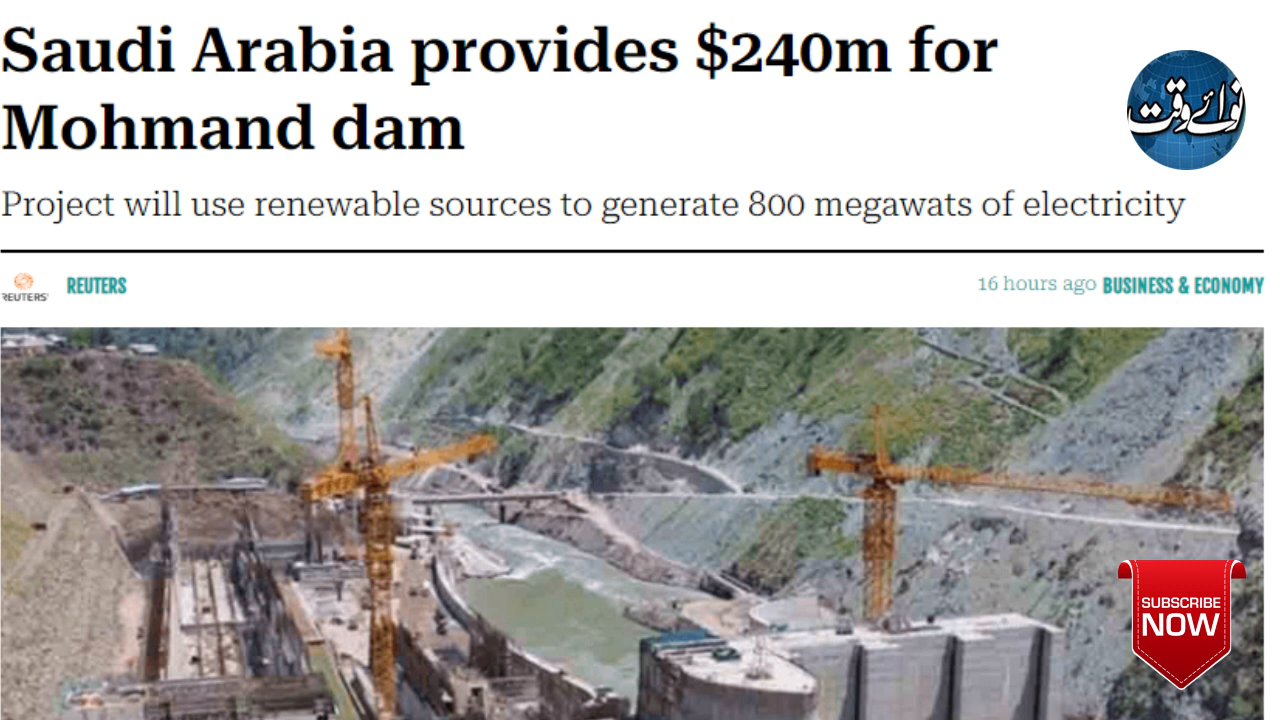 Saudi Arabia provides $240m for
Mohmand dam
نوائے وقت
Project will use renewable sources to generate 800 megawats of electricity
REUTERS
REUTERS
16 hours ago BUSINESS & ECONOMY
SUBSCRIBE
NOW